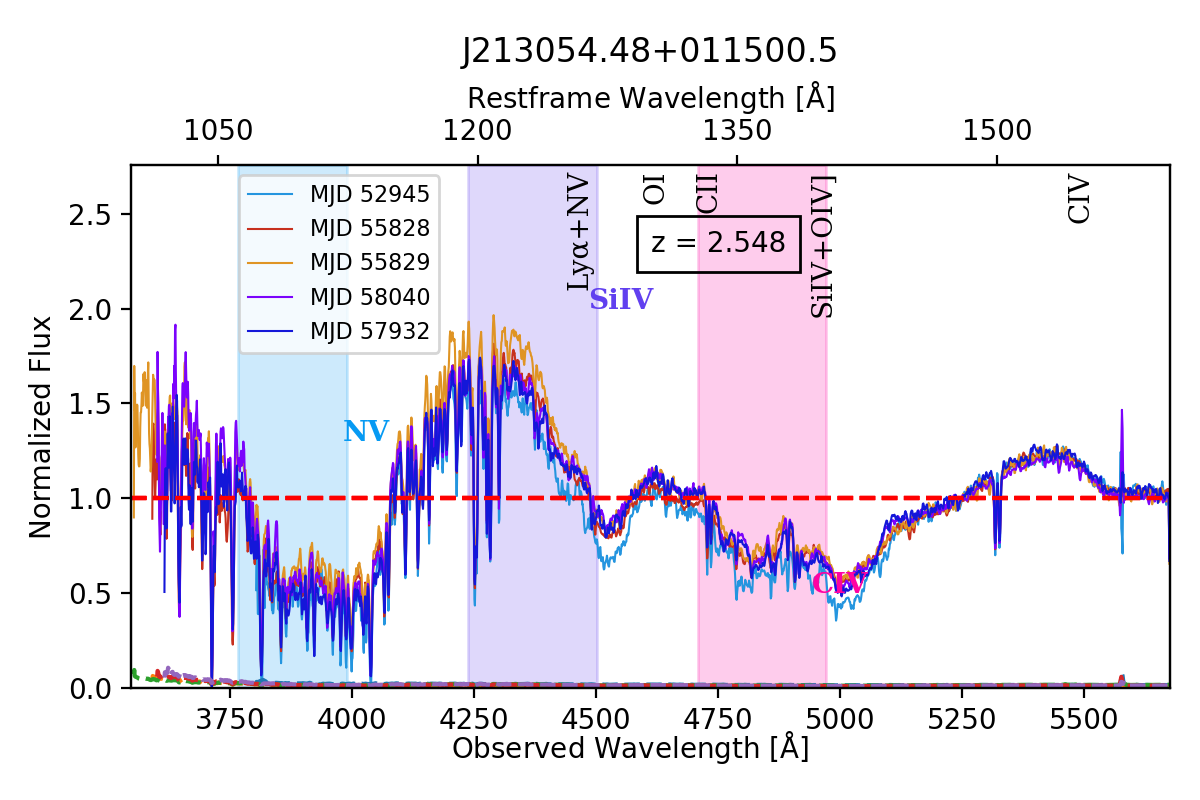 J213054.48+011500.5
Restframe Wavelength [Å]
1050 1200 1350 1500
MJD 52945
MJD 55828
MJD 55829
MJD 58040
MJD 57932
Lyα+NV
OI
CII
SiIV+OIV]
CIV
z = 2.548
SiIV
NV
CIV
Normalized Flux
2.5
2.0
1.5
1.0
0.5
0.0
3750 4000 4250 4500 4750 5000 5250 5500
Observed Wavelength [Å]